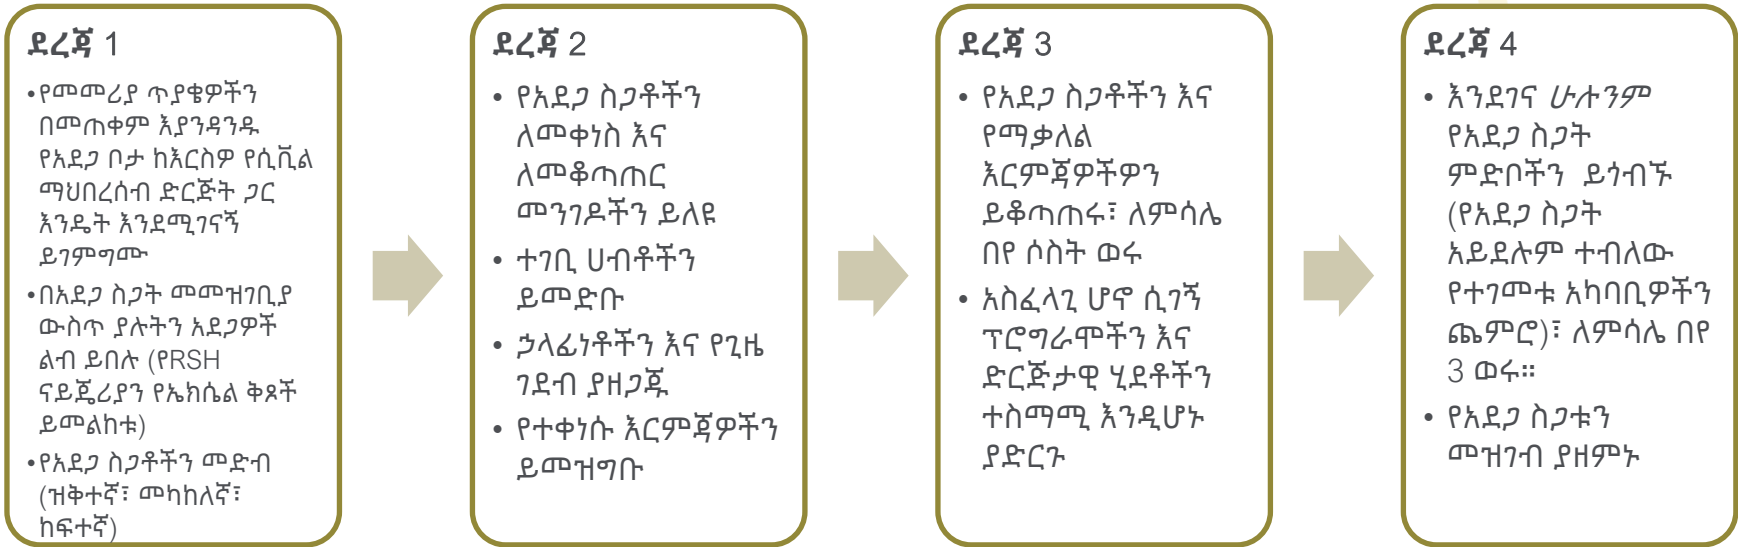 ደረጃ 1
•የመመሪያ ጥያቄዎችን
በመጠቀም እያንዳንዱ
የአደጋ ቦታ ከእርስዎ የሲቪል
ማህበረሰብ ድርጅት ጋር
እንዴት እንደሚገናኝ
ይገምግሙ
•በአደጋ ስጋት መመዝገቢያ
ውስጥ ያሉትን አደጋዎች
ልብ ይበሉ (የRSH
ናይጄሪያን የኤክሴል ቅጾች
ይመልከቱ)
•የአደጋ ስጋቶችን መድብ
(ዝቅተኛ፣ መካከለኛ፣
ከፍተኛ)
ደረጃ 2
• የአደጋ ስጋቶችን
ለመቀነስ እና
ለመቆጣጠር
መንገዶችን ይለዩ
• ተገቢ ሀብቶችን
ይመድቡ
• ኃላፊነቶችን እና የጊዜ
ገደብ ያዘጋጁ
• የተቀነሱ እርምጃዎችን
ይመዝግቡ
ደረጃ 3
• የአደጋ ስጋቶችን እና
የማቃለል
እርምጃዎችዎን
ይቆጣጠሩ፣ ለምሳሌ
በየ ሶስት ወሩ
• አስፈላጊ ሆኖ ሲገኝ
ፕሮግራሞችን እና
ድርጅታዊ ሂደቶችን
ተስማሚ እንዲሆኑ
ያድርጉ
ደረጃ 4
• እንደገና ሁሉንም
የአደጋ ስጋት
ምድቦችን ይጎብኙ
(የአደጋ ስጋት
አይደሉም ተብለው
የተገመቱ አካባቢዎችን
ጨምሮ)፣ ለምሳሌ በየ
3 ወሩ።
• የአደጋ ስጋቱን
መዝገብ ያዘምኑ